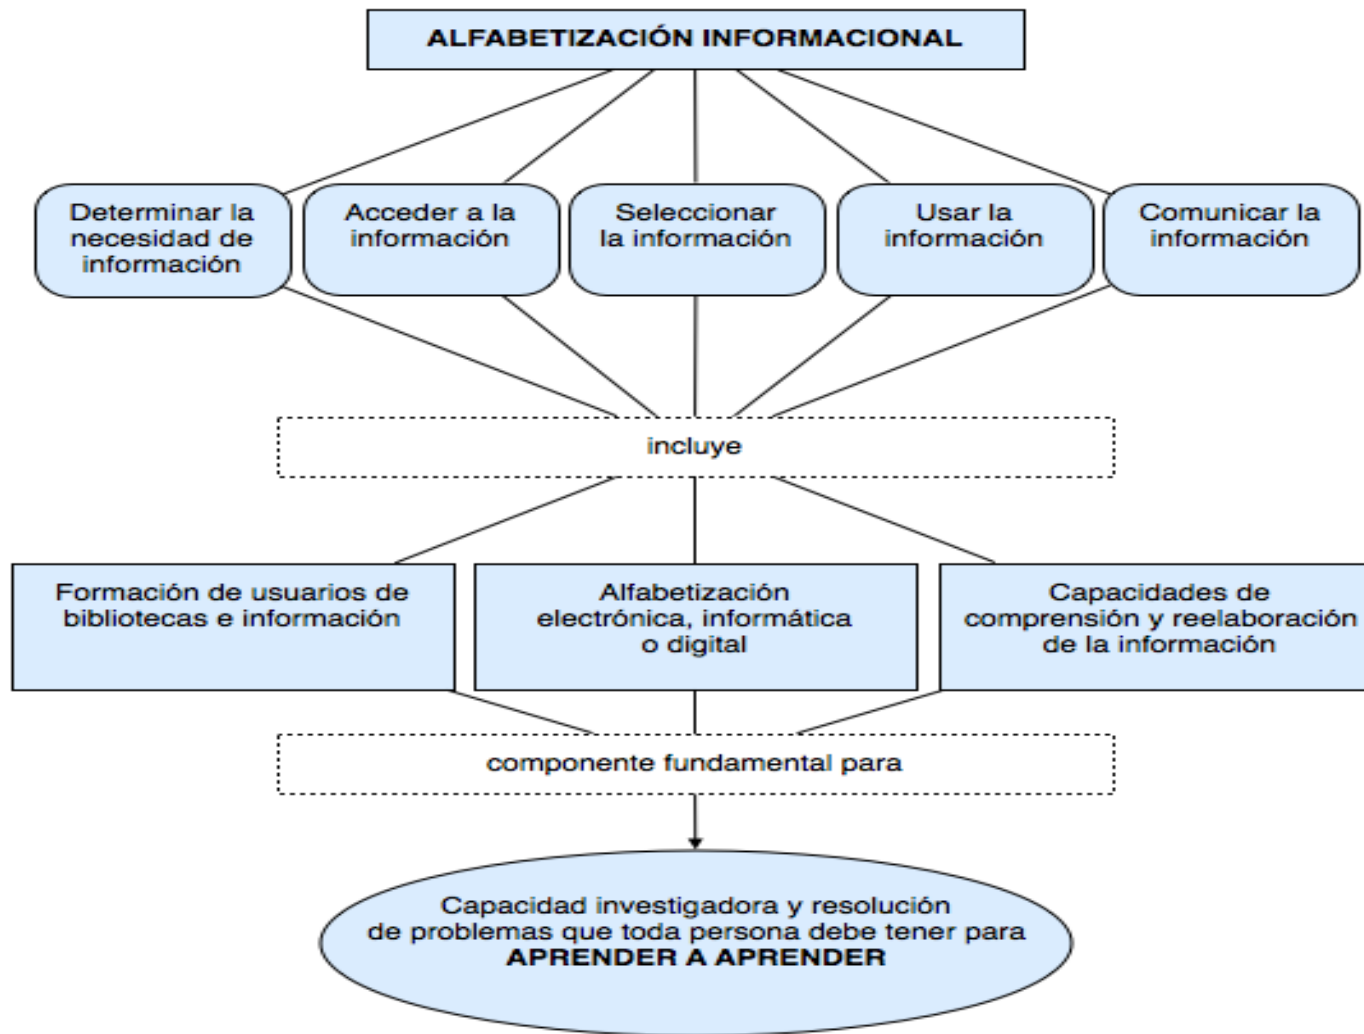 ALFABETIZACIÓN INFORMACIONAL
Determinar la
necesidad de
información
Acceder a la
información
Seleccionar
la información
Usar la
información
Comunicar la
información
incluye
Formación de usuarios de
bibliotecas e información
Alfabetización
electrónica, informática
o digital
Capacidades de
comprensión y reelaboración
de la información
componente fundamental para
Capacidad investigadora y resolución
de problemas que toda persona debe tener para
APRENDER A APRENDER